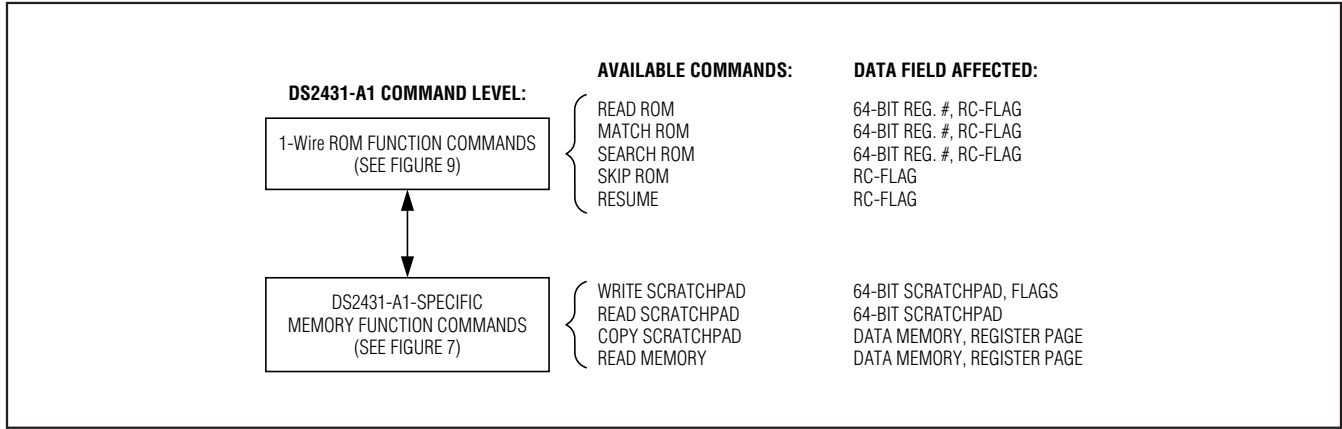 DS2431-A1 COMMAND LEVEL:
1-Wire ROM FUNCTION COMMANDS
(SEE FIGURE 9)
AVAILABLE COMMANDS: DATA FIELD AFFECTED:
READ ROM 64-BIT REG. #, RC-FLAG
MATCH ROM 64-BIT REG. #, RC-FLAG
SEARCH ROM 64-BIT REG. #, RC-FLAG
SKIP ROM RC-FLAG
RESUME RC-FLAG
DS2431-A1-SPECIFIC
MEMORY FUNCTION COMMANDS
(SEE FIGURE 7)
WRITE SCRATCHPAD 64-BIT SCRATCHPAD, FLAGS
READ SCRATCHPAD 64-BIT SCRATCHPAD
COPY SCRATCHPAD DATA MEMORY, REGISTER PAGE
READ MEMORY DATA MEMORY, REGISTER PAGE